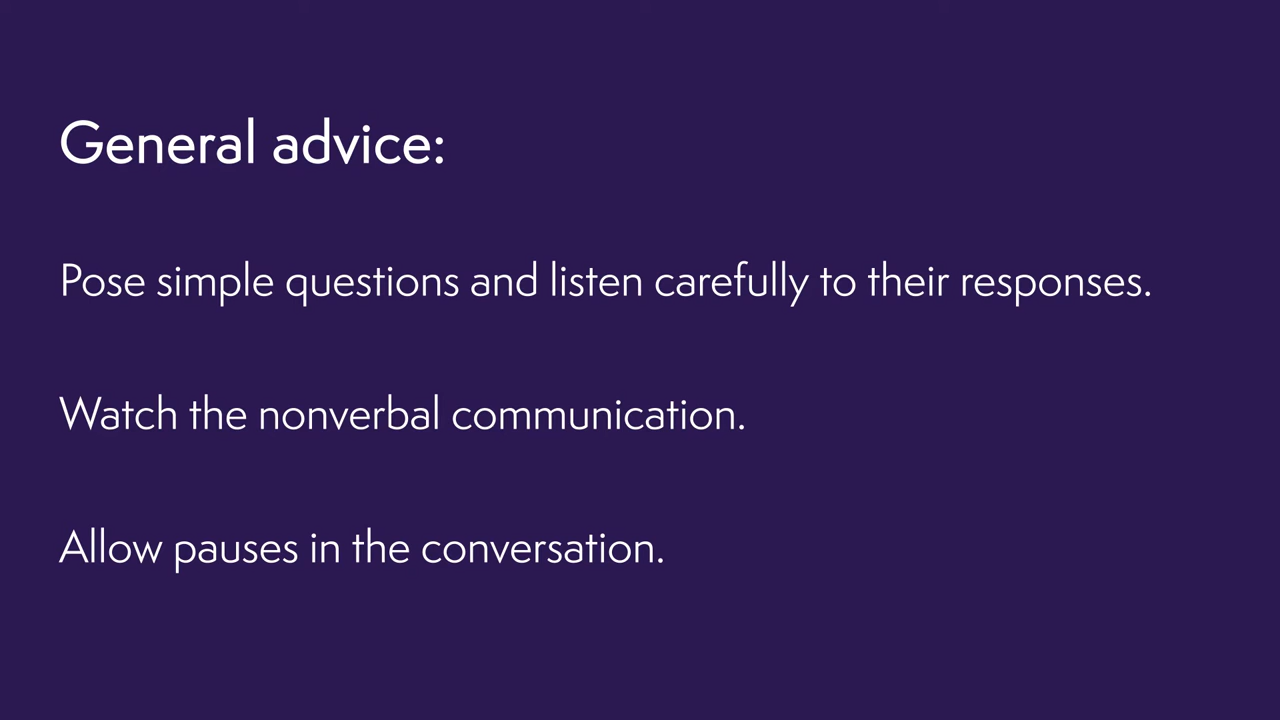 General advice:
Pose simple questions and listen carefully to their responses.
Watch the nonverbal communication.
Allow pauses in the conversation.